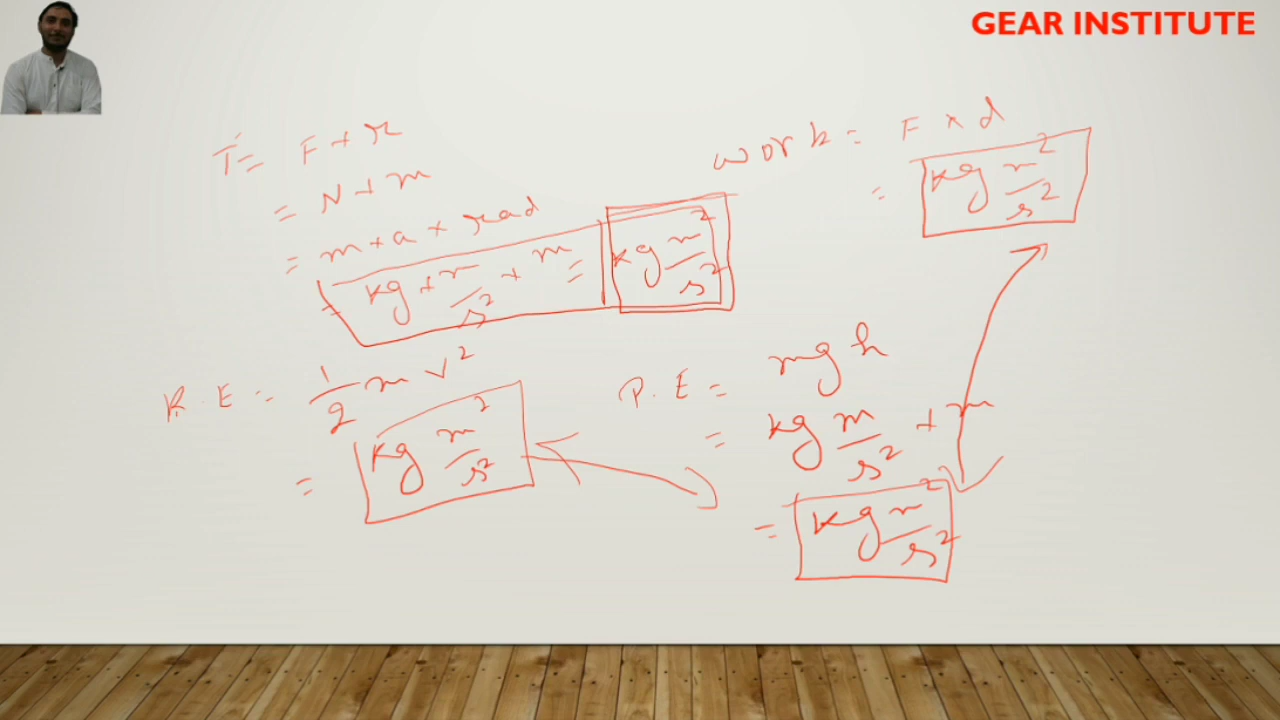 GEAR INSTITUTE
T = F × r
= N × m
= m × a × rad
= kg × m/s² × m = kg m²/s²
work = F × d
= kg m²/s²
K.E = 1/2 m v²
= kg m²/s²
P.E = mgh
= kg m/s² × m
= kg m²/s²